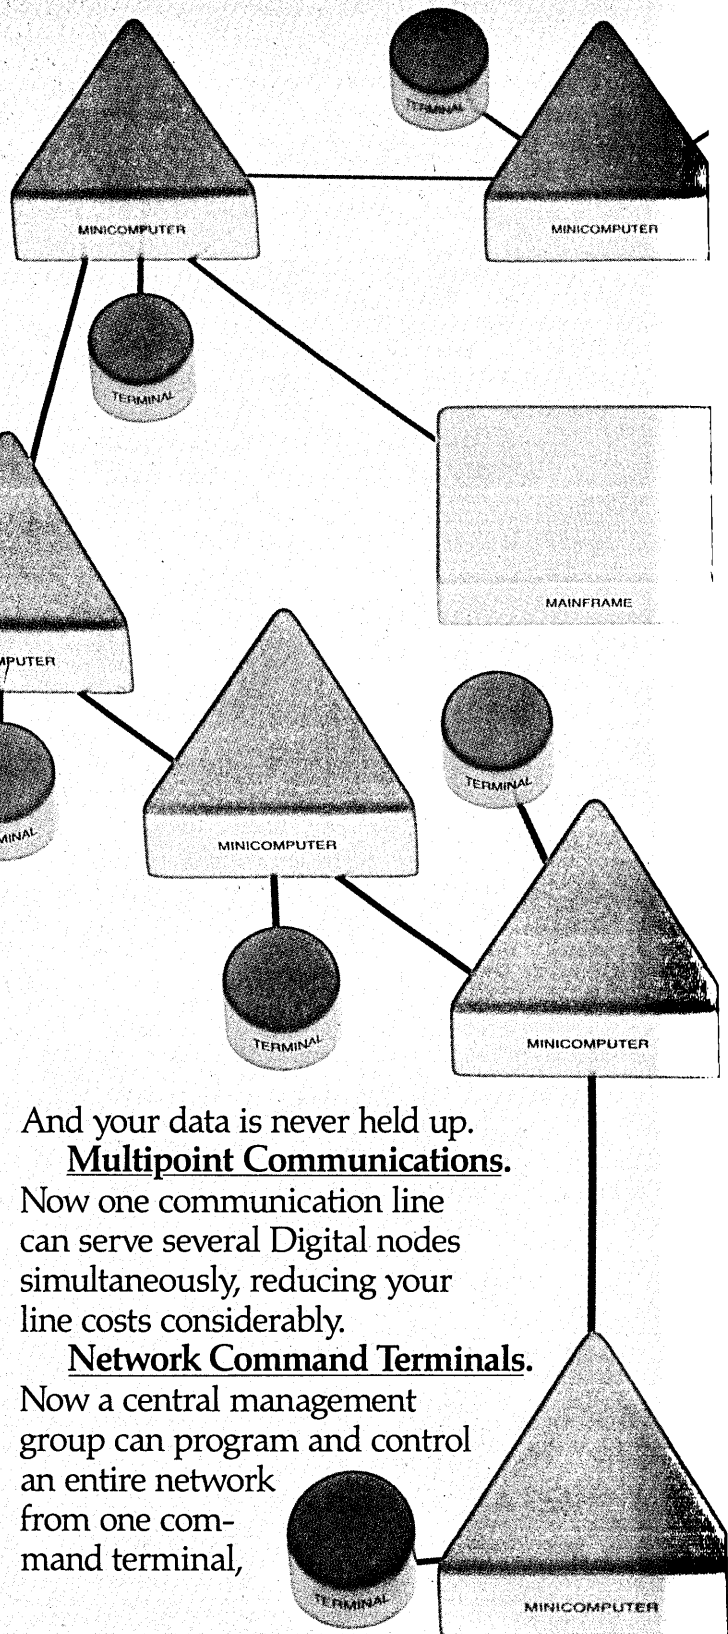 TERMINAL
MINICOMPUTER
MINICOMPUTER
TERMINAL
MAINFRAME
MPUTER
TERMINAL
MINAL
MINICOMPUTER
TERMINAL
MINICOMPUTER
And your data is never held up.
Multipoint Communications.
Now one communication line
can serve several Digital nodes
simultaneously, reducing your
line costs considerably.
Network Command Terminals.
Now a central management
group can program and control
an entire network
from one com-
mand terminal,
TERMINAL
MINICOMPUTER